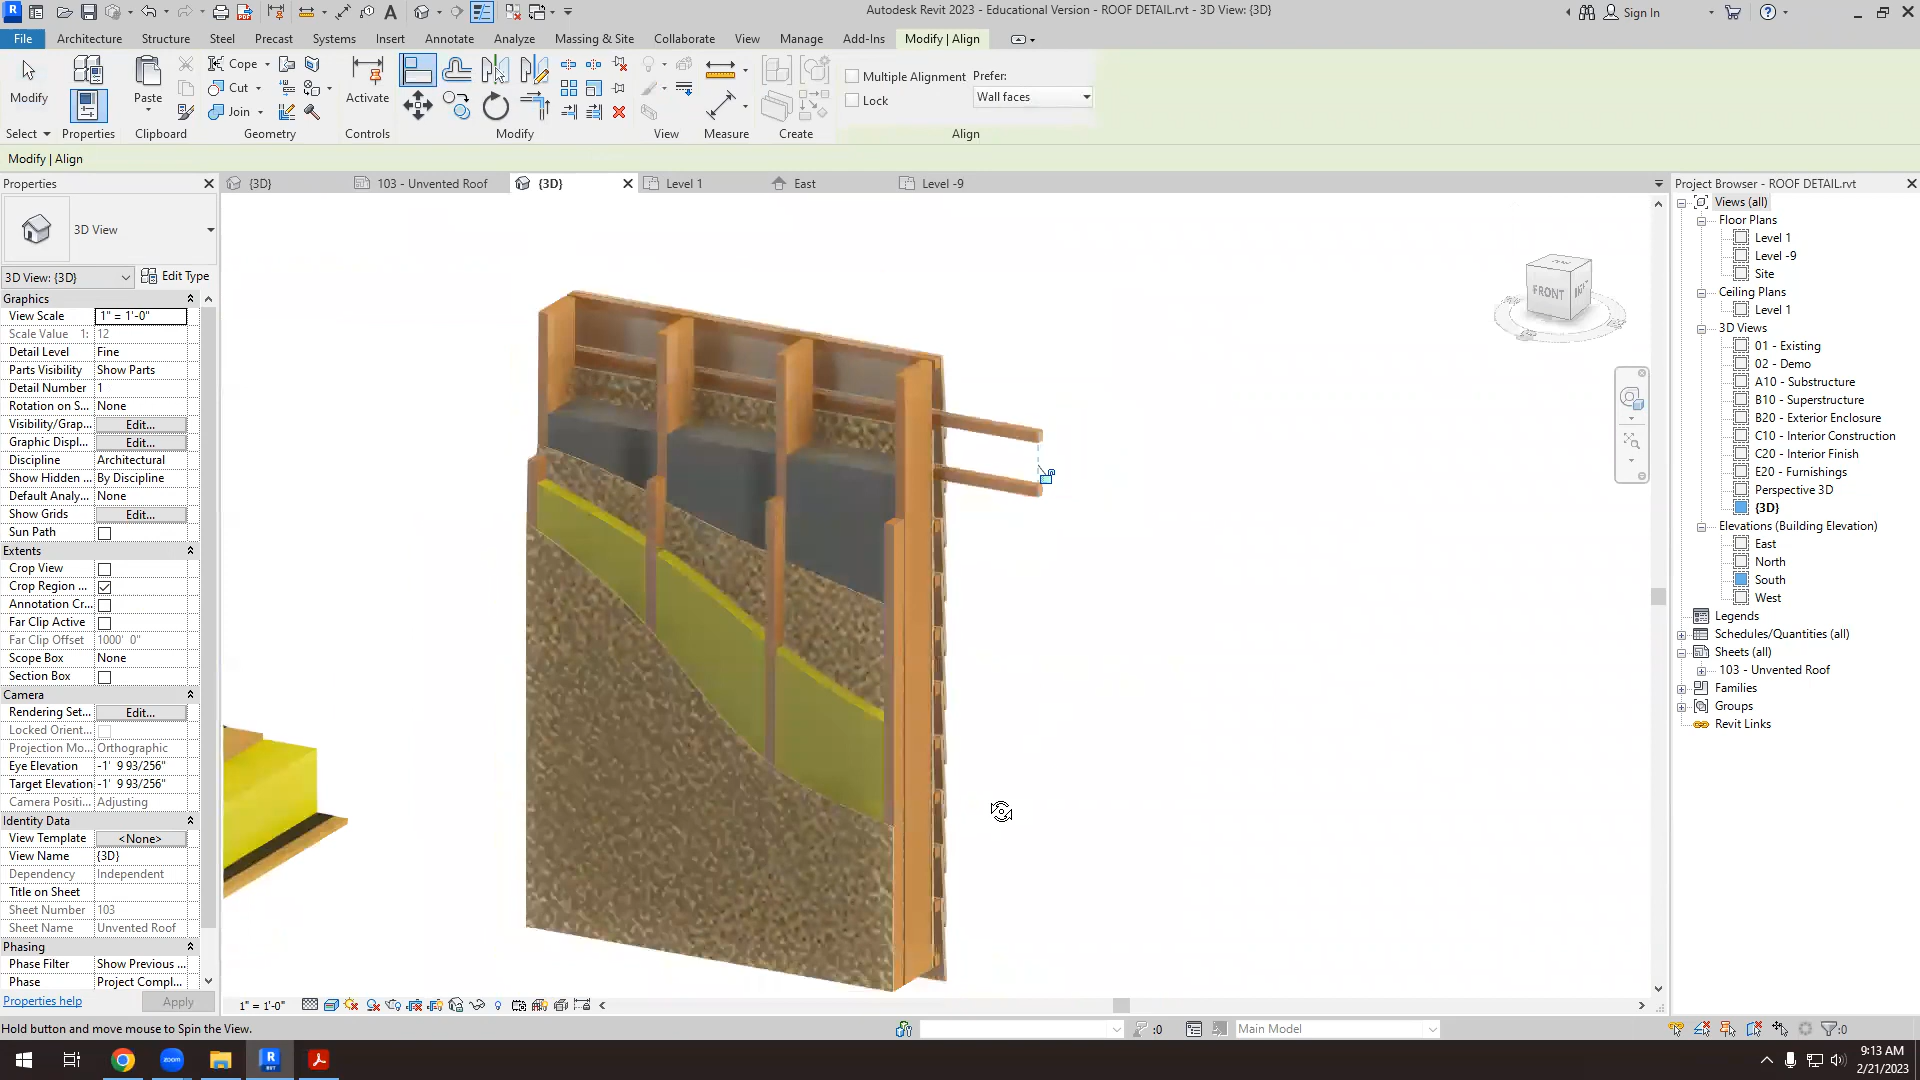 Autodesk Revit 2023 - Educational Version - ROOF DETAIL.rvt - 3D View: {3D}
Sign In
File Architecture Structure Steel Precast Systems Insert Annotate Analyze Massing & Site Collaborate View Manage Add-Ins Modify | Align
Modify
Paste
Cope
Cut
Join
Activate
Multiple Alignment
Lock
Prefer:
Wall faces
Select Properties Clipboard Geometry Controls Modify View Measure Create Align
Modify | Align
Properties
{3D}
103 - Unvented Roof
{3D}
Level 1
East
Level -9
Project Browser - ROOF DETAIL.rvt
3D View
3D View: {3D}
Edit Type
Graphics
View Scale 1" = 1'-0"
Scale Value 1: 12
Detail Level Fine
Parts Visibility Show Parts
Detail Number 1
Rotation on S... None
Visibility/Grap... Edit...
Graphic Displ... Edit...
Discipline Architectural
Show Hidden ... By Discipline
Default Analy... None
Show Grids Edit...
Sun Path
Extents
Crop View
Crop Region ...
Annotation Cr...
Far Clip Active
Far Clip Offset 1000' 0"
Scope Box None
Section Box
Camera
Rendering Set... Edit...
Locked Orient...
Projection Mo... Orthographic
Eye Elevation -1' 9 93/256"
Target Elevation -1' 9 93/256"
Camera Positi... Adjusting
Identity Data
View Template <None>
View Name {3D}
Dependency Independent
Title on Sheet
Sheet Number 103
Sheet Name Unvented Roof
Phasing
Phase Filter Show Previous ...
Phase Project Compl...
Properties help
Apply
FRONT
Views (all)
Floor Plans
Level 1
Level -9
Site
Ceiling Plans
Level 1
3D Views
01 - Existing
02 - Demo
A10 - Substructure
B10 - Superstructure
B20 - Exterior Enclosure
C10 - Interior Construction
C20 - Interior Finish
E20 - Furnishings
Perspective 3D
{3D}
Elevations (Building Elevation)
East
North
South
West
Legends
Schedules/Quantities (all)
Sheets (all)
103 - Unvented Roof
Families
Groups
Revit Links
1" = 1'-0"
Hold button and move mouse to Spin the View.
:0
Main Model
:0
zoom
9:13 AM
2/21/2023